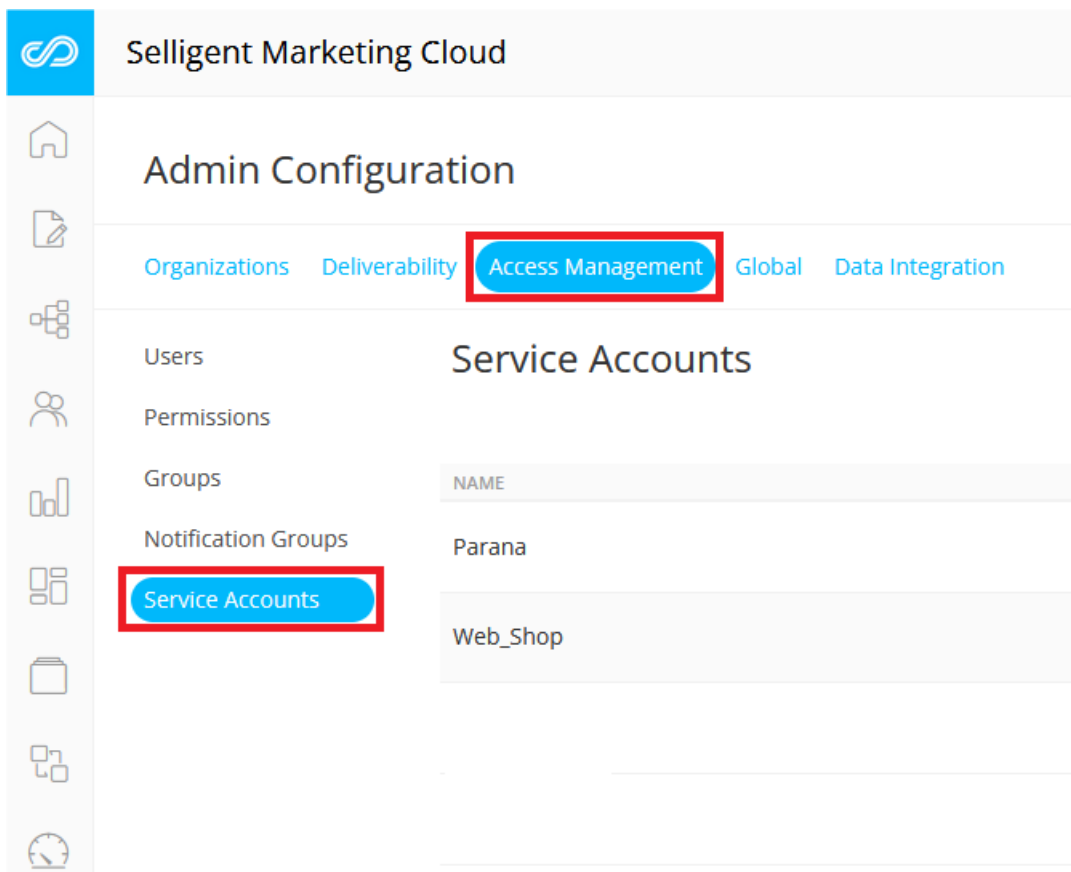 Selligent Marketing Cloud
Admin Configuration
Organizations Deliverability Access Management Global Data Integration
Users
Permissions
Groups
Notification Groups
Service Accounts
Service Accounts
NAME
Parana
Web_Shop